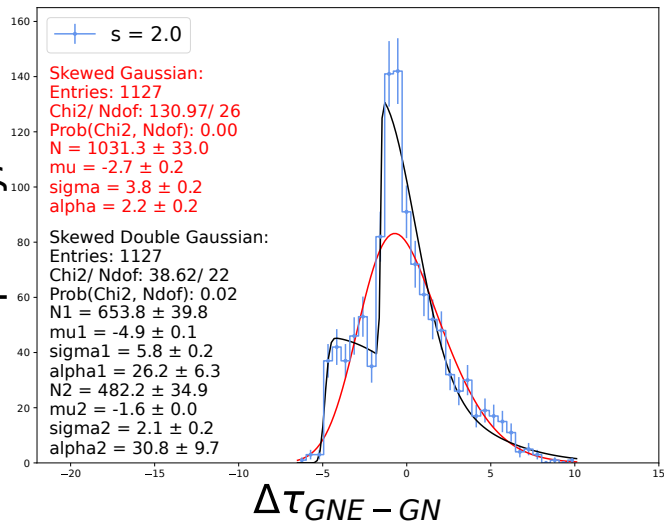 160
140
120
100
80
60
40
20
0
s = 2.0
Skewed Gaussian:
Entries: 1127
Chi2/ Ndof: 130.97/ 26
Prob(Chi2, Ndof): 0.00
N = 1031.3 ± 33.0
mu = -2.7 ± 0.2
sigma = 3.8 ± 0.2
alpha = 2.2 ± 0.2
Skewed Double Gaussian:
Entries: 1127
Chi2/ Ndof: 38.62/ 22
Prob(Chi2, Ndof): 0.02
N1 = 653.8 ± 39.8
mu1 = -4.9 ± 0.1
sigma1 = 5.8 ± 0.2
alpha1 = 26.2 ± 6.3
N2 = 482.2 ± 34.9
mu2 = -1.6 ± 0.0
sigma2 = 2.1 ± 0.2
alpha2 = 30.8 ± 9.7
−20 −15 −10 −5 0 5 10 15
Δτ_{GNE − GN}